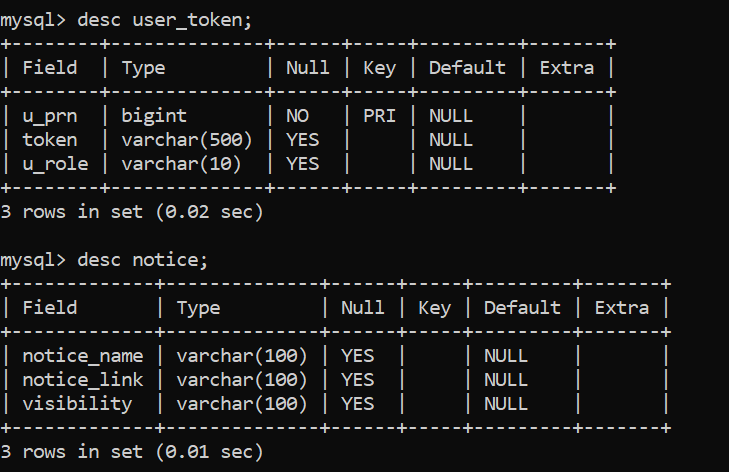 mysql> desc user_token;
+--------+--------------+------+-----+---------+-------+
| Field  | Type         | Null | Key | Default | Extra |
+--------+--------------+------+-----+---------+-------+
| u_prn  | bigint       | NO   | PRI | NULL    |       |
| token  | varchar(500) | YES  |     | NULL    |       |
| u_role | varchar(10)  | YES  |     | NULL    |       |
+--------+--------------+------+-----+---------+-------+
3 rows in set (0.02 sec)

mysql> desc notice;
+-------------+--------------+------+-----+---------+-------+
| Field       | Type         | Null | Key | Default | Extra |
+-------------+--------------+------+-----+---------+-------+
| notice_name | varchar(100) | YES  |     | NULL    |       |
| notice_link | varchar(100) | YES  |     | NULL    |       |
| visibility  | varchar(100) | YES  |     | NULL    |       |
+-------------+--------------+------+-----+---------+-------+
3 rows in set (0.01 sec)